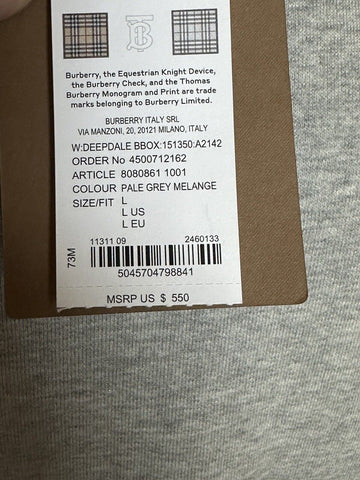 Burberry, the Equestrian Knight Device,
the Burberry Check, and the Thomas
Burberry Monogram and Print are trade
marks belonging to Burberry Limited.
BURBERRY ITALY SRL
VIA MANZONI, 20, 20121 MILANO, ITALY
W:DEEPDALE BBOX:151350:A2142
ORDER No 4500712162
ARTICLE 8080861 1001
COLOUR PALE GREY MELANGE
SIZE/FIT L
L US
L EU
73M
11311.09 2460133
5045704798841
MSRP US $ 550